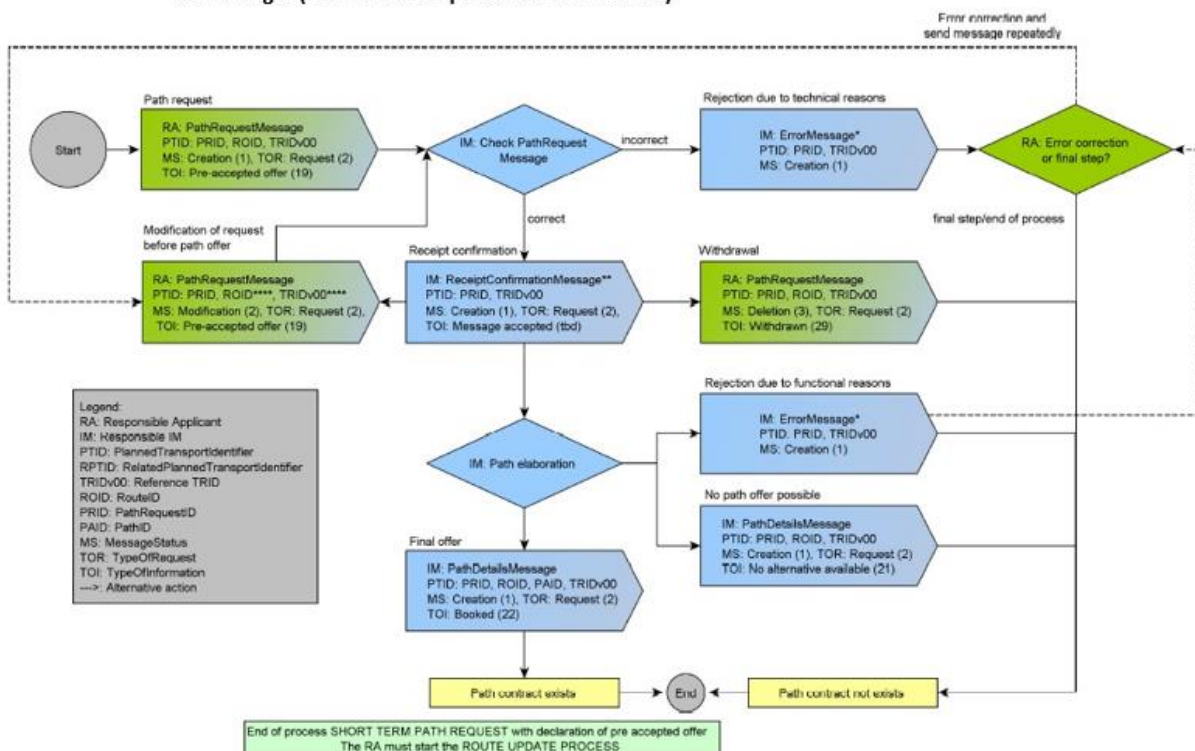 Error correction and
send message repeatedly
Path request
RA: PathRequestMessage
PTID: PRID, ROID, TRIDv00
MS: Creation (1), TOR: Request (2)
TOI: Pre-accepted offer (19)
Start
IM: Check PathRequest
Message
incorrect
correct
Rejection due to technical reasons
IM: ErrorMessage*
PTID: PRID, TRIDv00
MS: Creation (1)
RA: Error correction
or final step?
final step/end of process
Modification of request
before path offer
RA: PathRequestMessage
PTID: PRID, ROID****, TRIDv00****
MS: Modification (2), TOR: Request (2),
TOI: Pre-accepted offer (19)
Receipt confirmation
IM: ReceiptConfirmationMessage**
PTID: PRID, TRIDv00
MS: Creation (1), TOR: Request (2),
TOI: Message accepted (tbd)
Withdrawal
RA: PathRequestMessage
PTID: PRID, ROID, TRIDv00
MS: Deletion (3), TOR: Request (2)
TOI: Withdrawn (29)
Legend:
RA: Responsible Applicant
IM: Responsible IM
PTID: PlannedTransportIdentifier
RPTID: RelatedPlannedTransportIdentifier
TRIDv00: Reference TRID
ROID: RouteID
PRID: PathRequestID
PAID: PathID
MS: MessageStatus
TOR: TypeOfRequest
TOI: TypeOfInformation
--->: Alternative action
IM: Path elaboration
Rejection due to functional reasons
IM: ErrorMessage*
PTID: PRID, TRIDv00
MS: Creation (1)
No path offer possible
IM: PathDetailsMessage
PTID: PRID, ROID, TRIDv00
MS: Creation (1), TOR: Request (2)
TOI: No alternative available (21)
Final offer
IM: PathDetailsMessage
PTID: PRID, ROID, PAID, TRIDv00
MS: Creation (1), TOR: Request (2)
TOI: Booked (22)
Path contract exists
End
Path contract not exists
End of process SHORT TERM PATH REQUEST with declaration of pre accepted offer
The RA must start the ROUTE UPDATE PROCESS